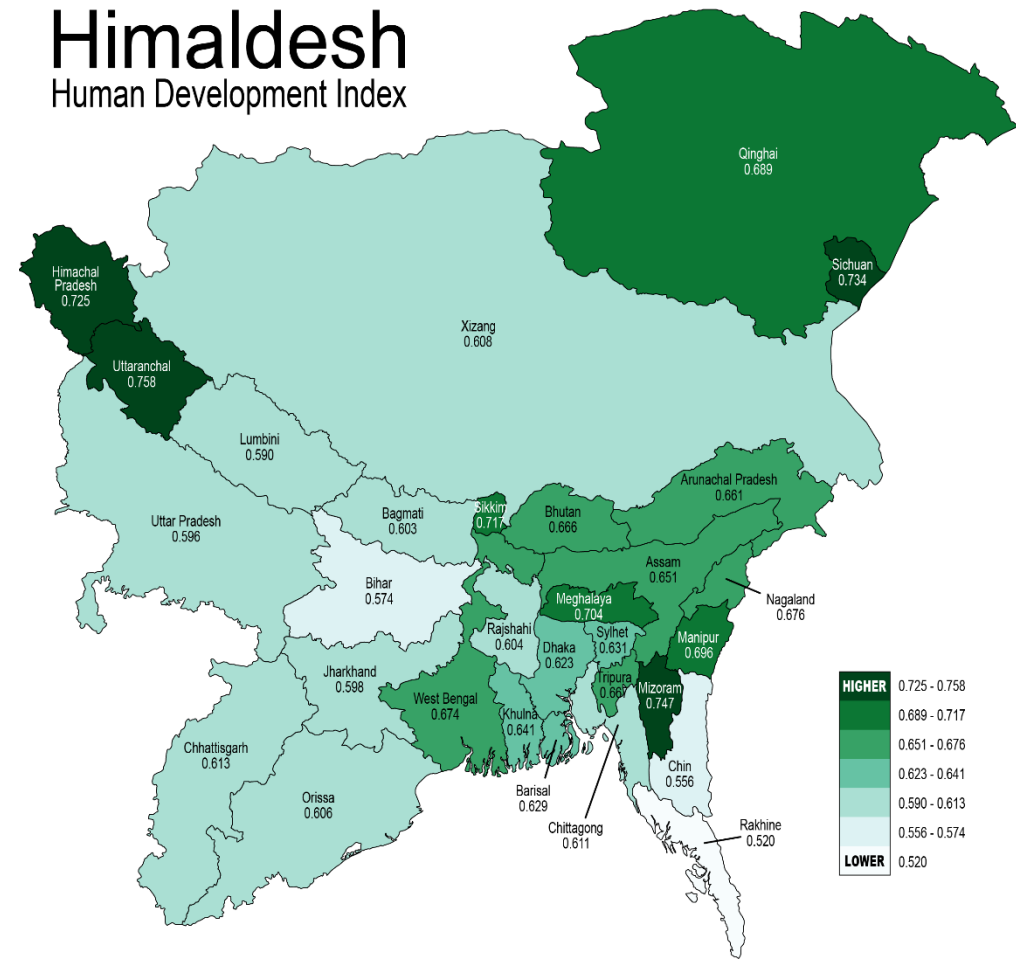 Himaldesh
Human Development Index
Qinghai
0.689
Sichuan
0.734
Himachal
Pradesh
0.725
Xizang
0.608
Uttaranchal
0.758
Lumbini
0.590
Arunachal Pradesh
0.661
Uttar Pradesh
0.596
Bagmati
0.603
Sikkim
0.717
Bhutan
0.666
Assam
0.651
Bihar
0.574
Nagaland
0.676
Meghalaya
0.704
Rajshahi
0.604
Dhaka
0.623
Sylhet
0.631
Manipur
0.696
Jharkhand
0.598
Tripura
0.667
Mizoram
0.747
West Bengal
0.674
Khulna
0.641
Chhattisgarh
0.613
Orissa
0.606
Chin
0.556
Barisal
0.629
Chittagong
0.611
Rakhine
0.520
HIGHER 0.725 - 0.758
0.689 - 0.717
0.651 - 0.676
0.623 - 0.641
0.590 - 0.613
0.556 - 0.574
LOWER 0.520